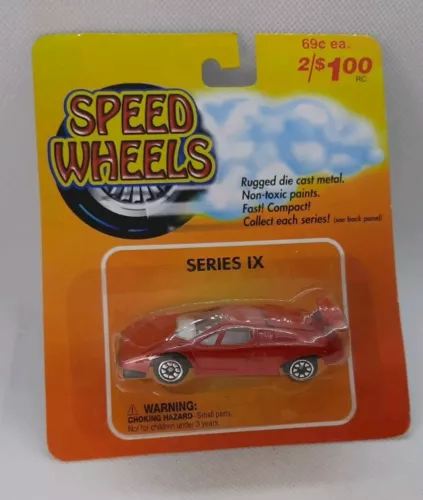 69¢ ea.
2/$1.00
RC
SPEED
WHEELS
Rugged die cast metal.
Non-toxic paints.
Fast! Compact!
Collect each series! (see back panel)
SERIES IX
⚠ WARNING:
CHOKING HAZARD-Small parts.
Not for children under 3 years.